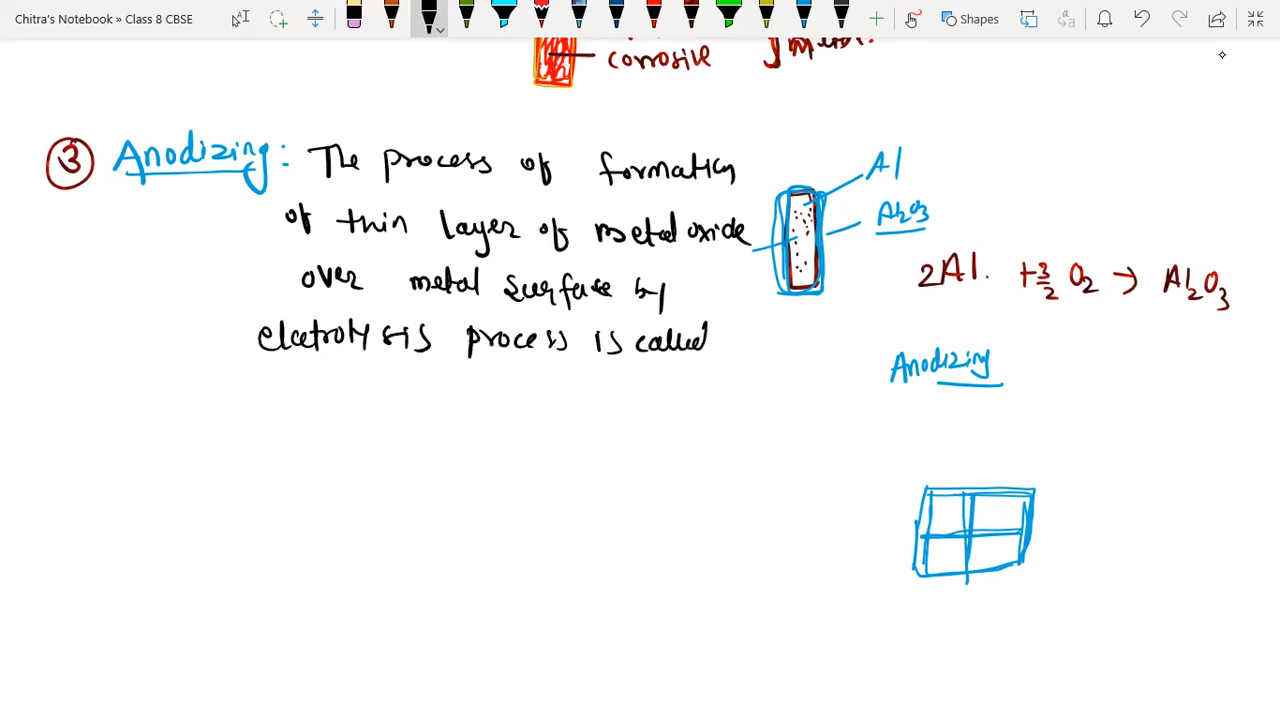 Chitra's Notebook » Class 8 CBSE
Shapes
corrosive
③ Anodizing: The process of formation
of thin layer of metal oxide
over metal surface by
electrolysis process is called
Al
Al2O3
2Al. + 3/2 O2 → Al2O3
Anodizing